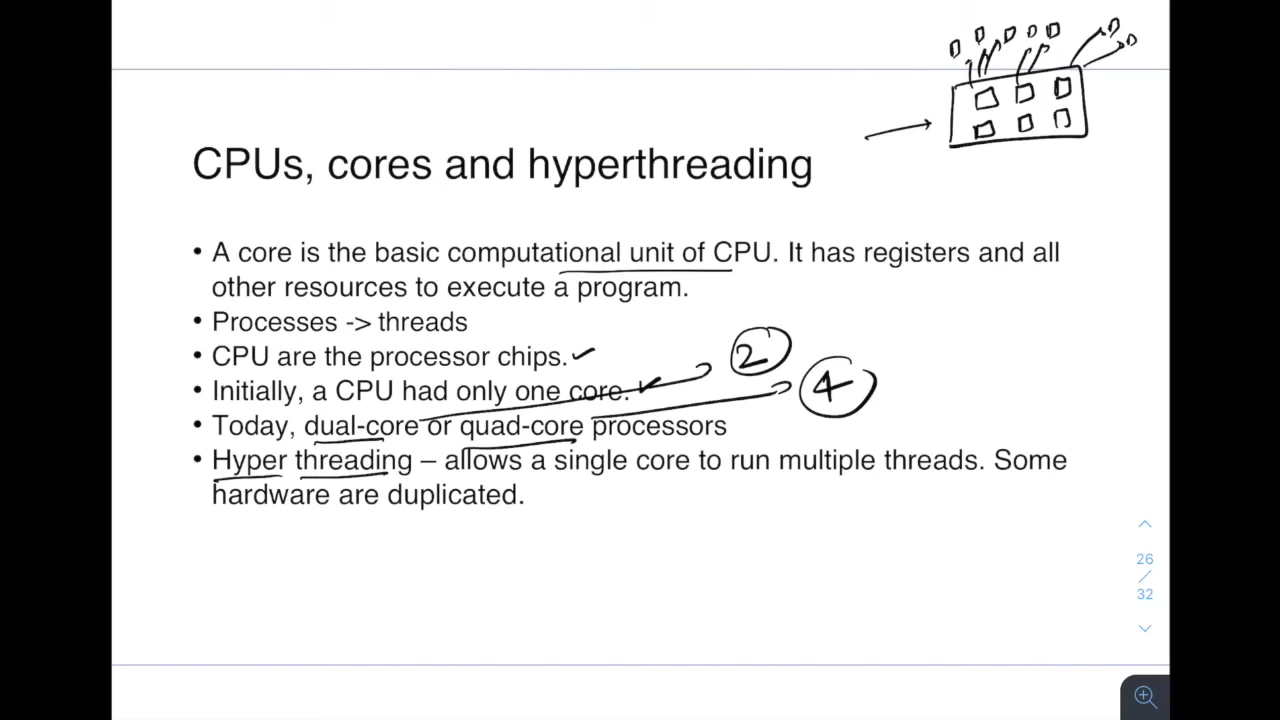 CPUs, cores and hyperthreading
• A core is the basic computational unit of CPU. It has registers and all
other resources to execute a program.
• Processes -> threads
• CPU are the processor chips.
2
• Initially, a CPU had only one core.
4
• Today, dual-core or quad-core processors
• Hyper threading – allows a single core to run multiple threads. Some
hardware are duplicated.
26
/
32